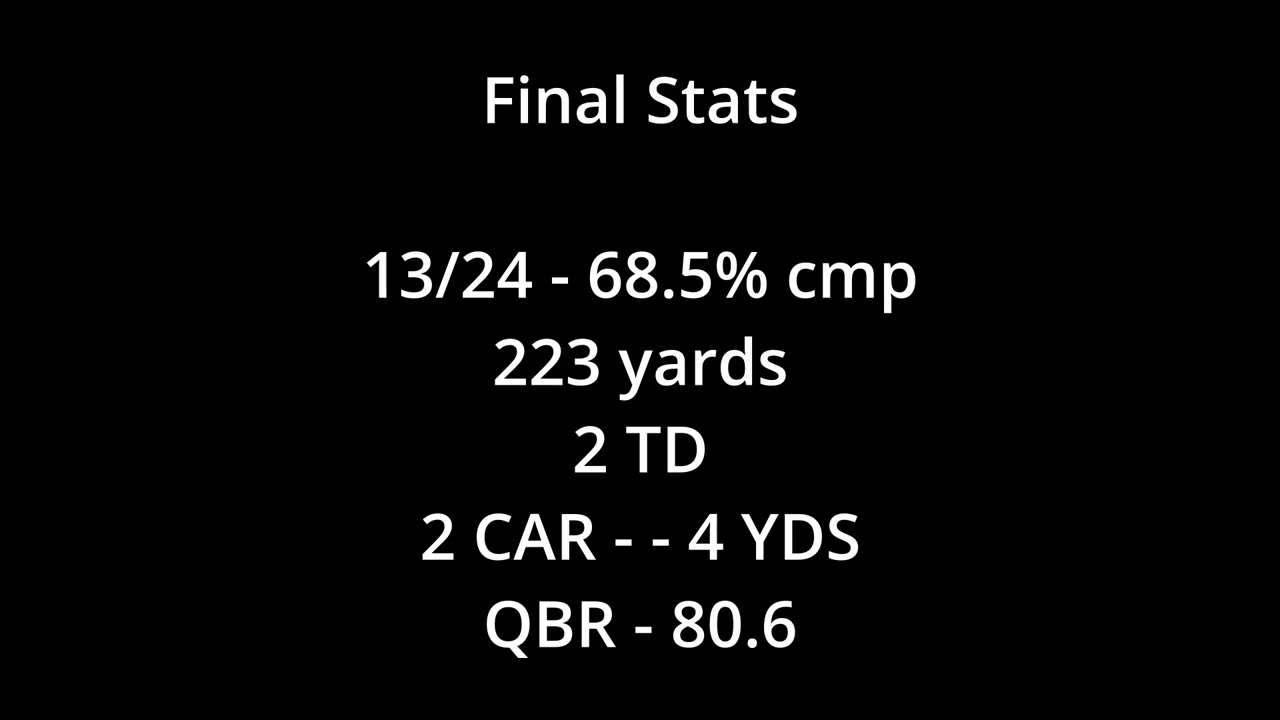 Final Stats
13/24 - 68.5% cmp
223 yards
2 TD
2 CAR - - 4 YDS
QBR - 80.6